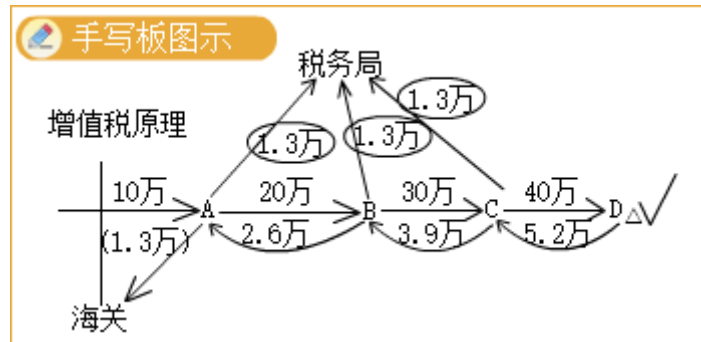 手写板图示
税务局
1.3万
增值税原理
1.3万 1.3万
10万 20万 30万 40万
A B C D△√
(1.3万) 2.6万 3.9万 5.2万
海关